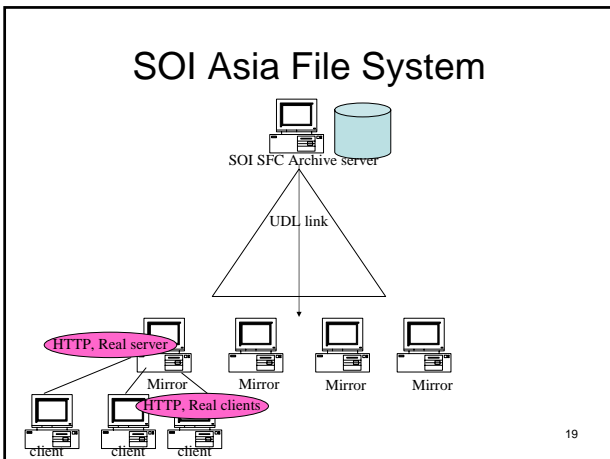 SOI Asia File System
SOI SFC Archive server
UDL link
HTTP, Real server
Mirror
Mirror
Mirror
Mirror
HTTP, Real clients
client
client
client
19